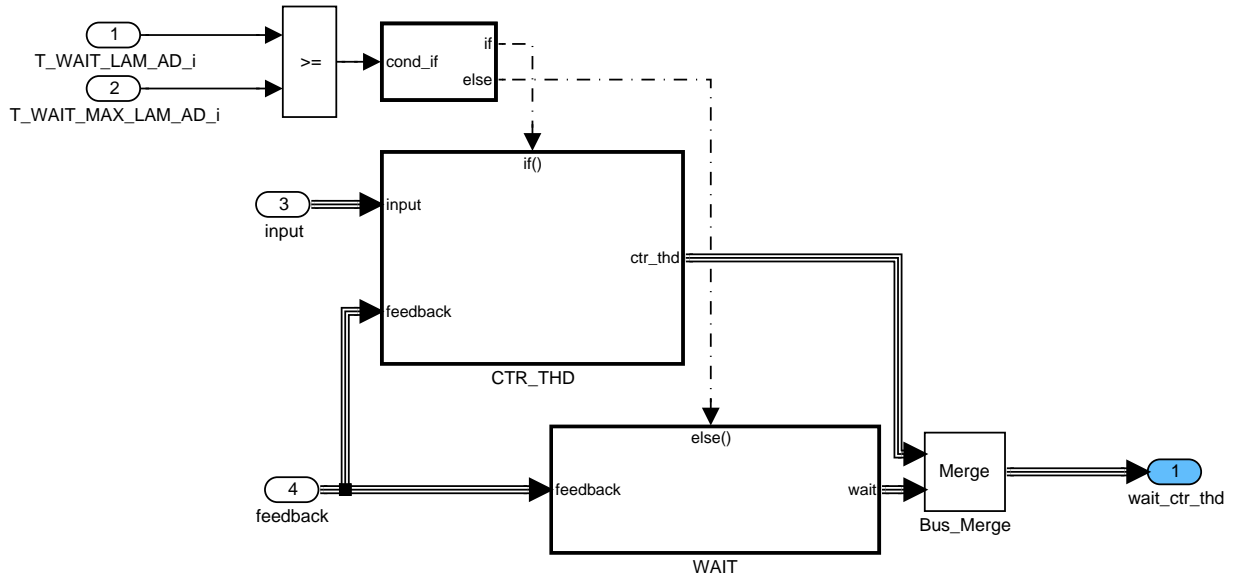 1
T_WAIT_LAM_AD_i
2
T_WAIT_MAX_LAM_AD_i
>=
cond_if
if
else
if()
3
input
input
feedback
ctr_thd
CTR_THD
else()
4
feedback
feedback
wait
WAIT
Merge
Bus_Merge
1
wait_ctr_thd